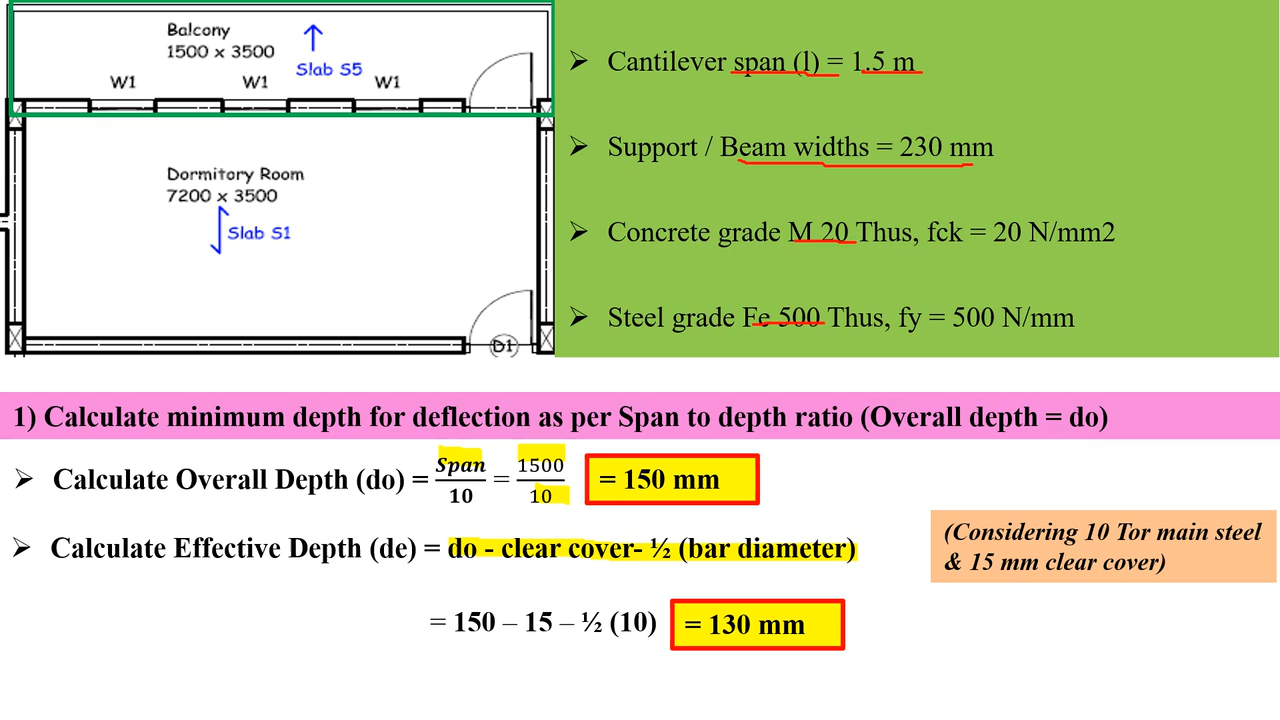 Balcony
1500 x 3500
Slab S5
W1 W1 W1
Dormitory Room
7200 x 3500
Slab S1
D1
➢ Cantilever span (l) = 1.5 m
➢ Support / Beam widths = 230 mm
➢ Concrete grade M 20 Thus, fck = 20 N/mm2
➢ Steel grade Fe 500 Thus, fy = 500 N/mm
1) Calculate minimum depth for deflection as per Span to depth ratio (Overall depth = do)
➢ Calculate Overall Depth (do) = Span/10 = 1500/10 = 150 mm
➢ Calculate Effective Depth (de) = do - clear cover- ½ (bar diameter)
(Considering 10 Tor main steel
& 15 mm clear cover)
= 150 – 15 – ½ (10) = 130 mm